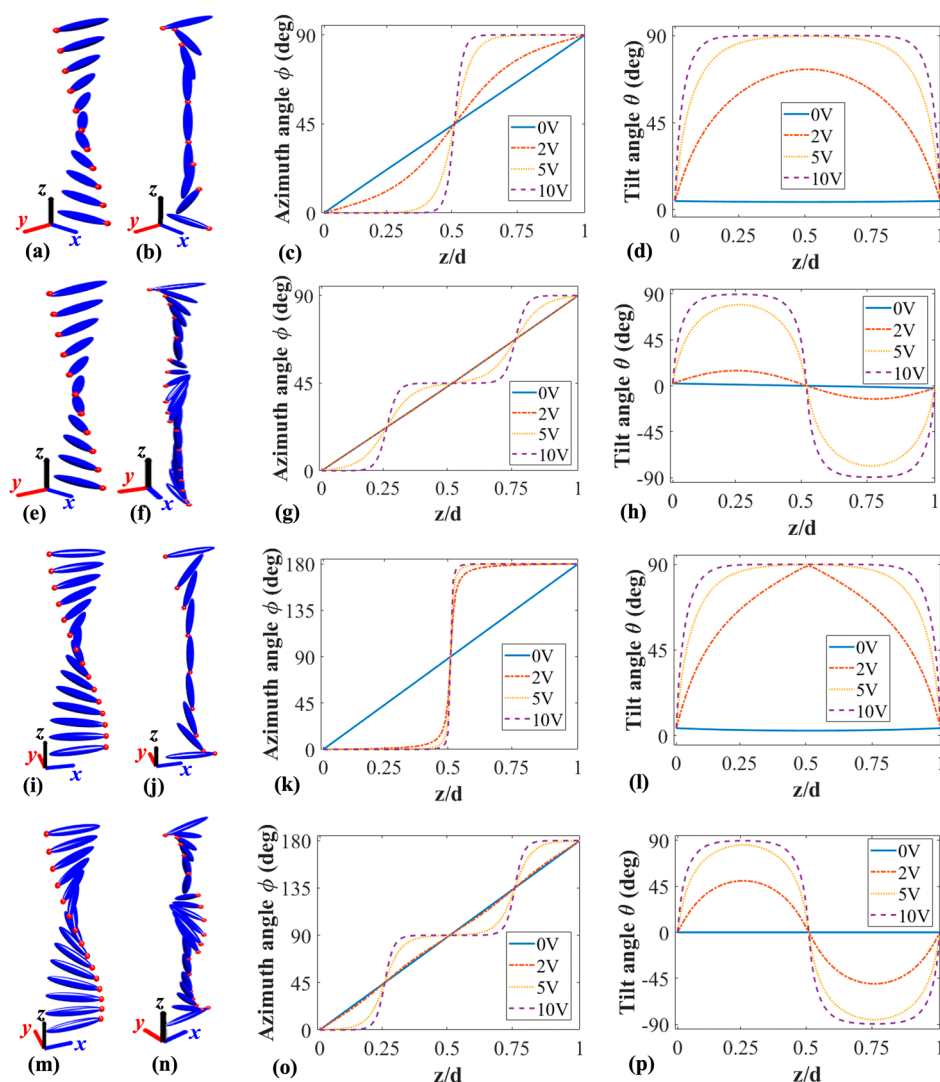 z
y
x
(a)
z
y
x
(b)
Azimuth angle ϕ (deg)
90
45
0
0 0.25 0.5 0.75 1
z/d
0V
2V
5V
10V
(c)
Tilt angle θ (deg)
90
45
0
0 0.25 0.5 0.75 1
z/d
0V
2V
5V
10V
(d)
z
y
x
(e)
z
y
x
(f)
Azimuth angle ϕ (deg)
90
45
0
0 0.25 0.5 0.75 1
z/d
0V
2V
5V
10V
(g)
Tilt angle θ (deg)
90
45
0
-45
-90
0 0.25 0.5 0.75 1
z/d
0V
2V
5V
10V
(h)
z
y
x
(i)
z
y
x
(j)
Azimuth angle ϕ (deg)
180
135
90
45
0
0 0.25 0.5 0.75 1
z/d
0V
2V
5V
10V
(k)
Tilt angle θ (deg)
90
45
0
0 0.25 0.5 0.75 1
z/d
0V
2V
5V
10V
(l)
z
y
x
(m)
z
y
x
(n)
Azimuth angle ϕ (deg)
180
135
90
45
0
0 0.25 0.5 0.75 1
z/d
0V
2V
5V
10V
(o)
Tilt angle θ (deg)
90
45
0
-45
-90
0 0.25 0.5 0.75 1
z/d
0V
2V
5V
10V
(p)